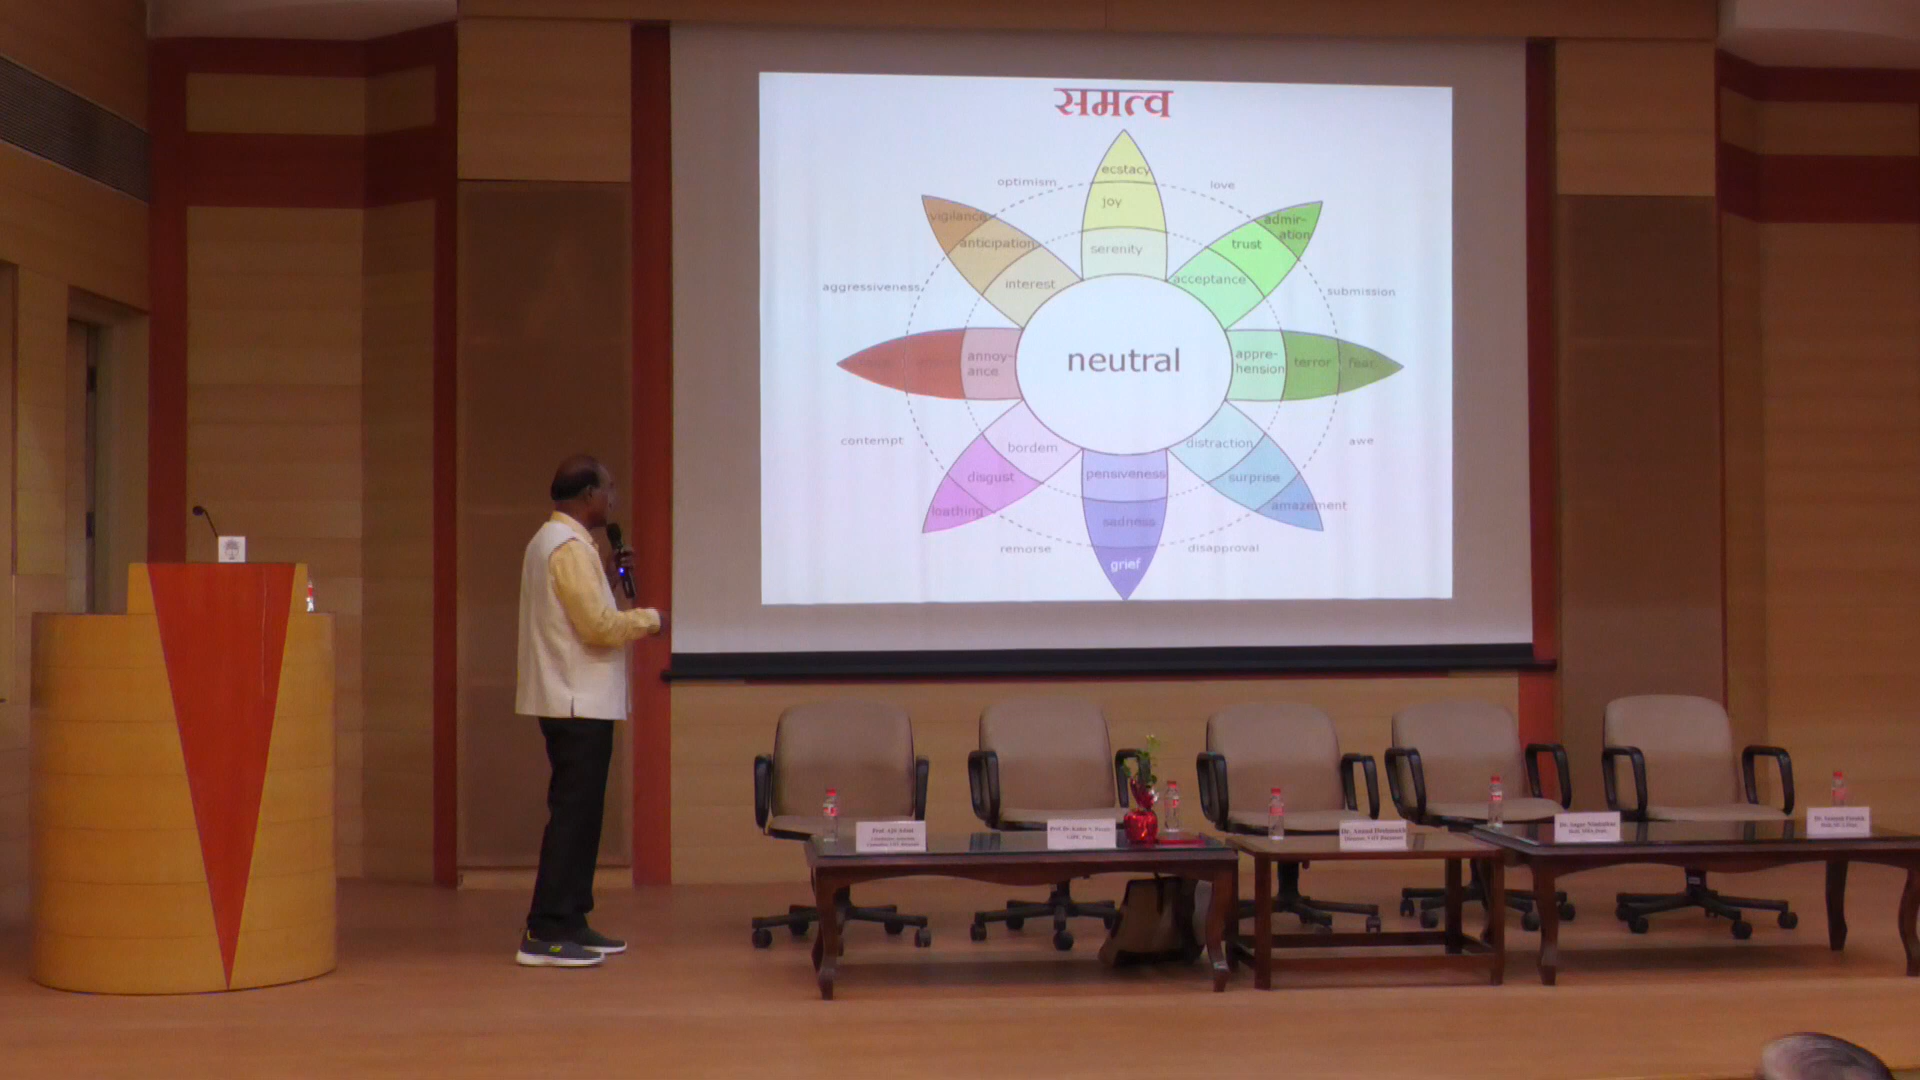 समत्व
ecstacy
optimism
love
joy
vigilance
admir-
ation
anticipation
trust
serenity
interest
acceptance
aggressiveness
submission
annoy-
ance
neutral
appre-
hension
terror
fear
contempt
awe
bordem
distraction
disgust
pensiveness
surprise
loathing
sadness
amazement
remorse
disapproval
grief